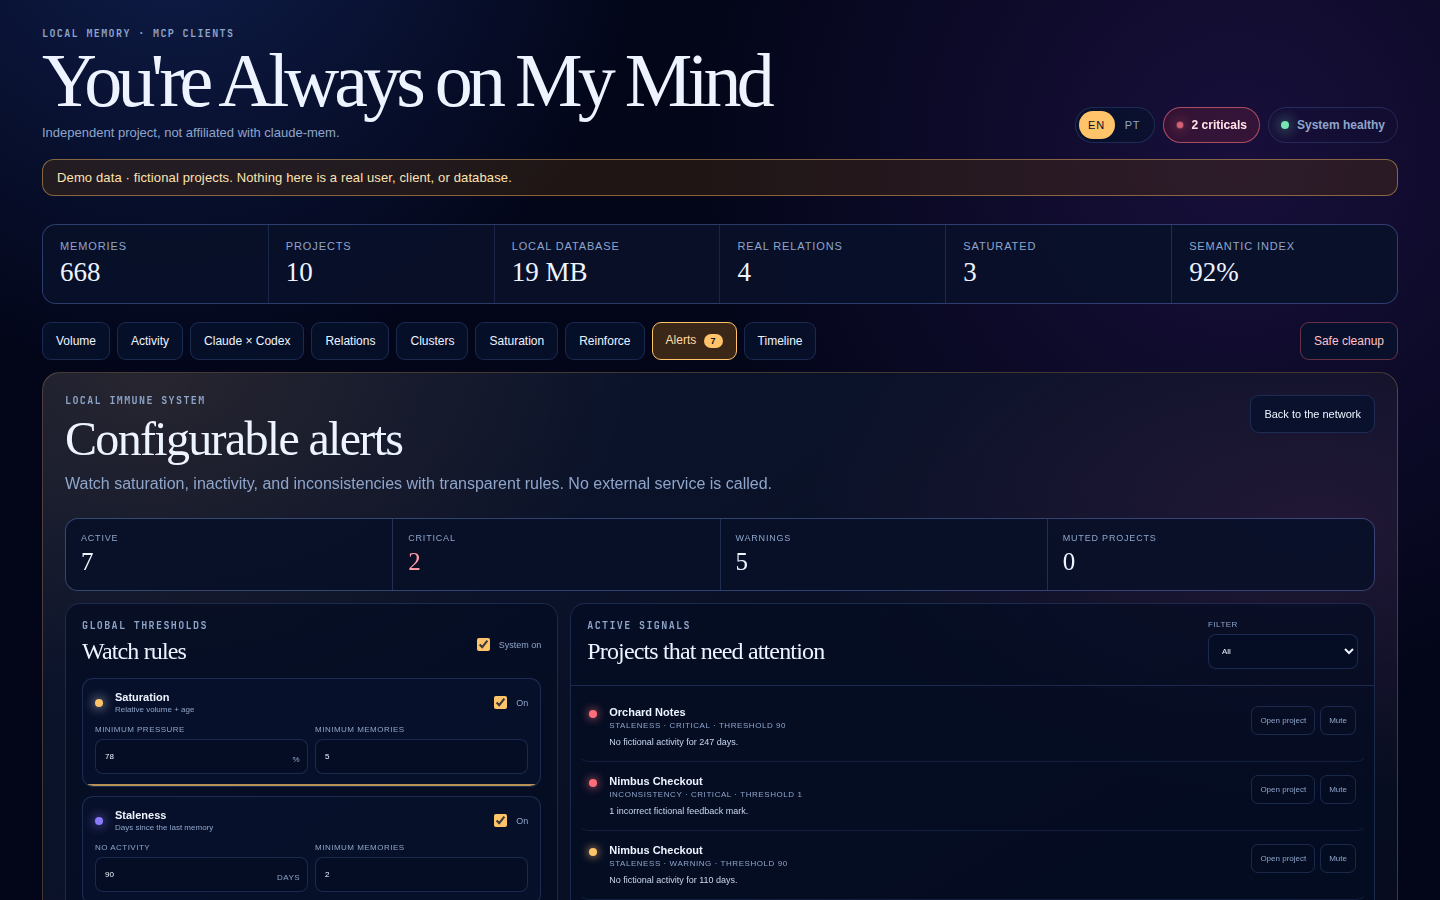 LOCAL MEMORY · MCP CLIENTS
You're Always on My Mind
Independent project, not affiliated with claude-mem.
EN PT
2 criticals
System healthy
Demo data · fictional projects. Nothing here is a real user, client, or database.
MEMORIES
668
PROJECTS
10
LOCAL DATABASE
19 MB
REAL RELATIONS
4
SATURATED
3
SEMANTIC INDEX
92%
Volume
Activity
Claude × Codex
Relations
Clusters
Saturation
Reinforce
Alerts 7
Timeline
Safe cleanup
LOCAL IMMUNE SYSTEM
Configurable alerts
Watch saturation, inactivity, and inconsistencies with transparent rules. No external service is called.
Back to the network
ACTIVE
7
CRITICAL
2
WARNINGS
5
MUTED PROJECTS
0
GLOBAL THRESHOLDS
Watch rules
System on
Saturation
Relative volume + age
On
MINIMUM PRESSURE
78 %
MINIMUM MEMORIES
5
Staleness
Days since the last memory
On
NO ACTIVITY
90 DAYS
MINIMUM MEMORIES
2
ACTIVE SIGNALS
Projects that need attention
FILTER
All
Orchard Notes
STALENESS · CRITICAL · THRESHOLD 90
No fictional activity for 247 days.
Open project
Mute
Nimbus Checkout
INCONSISTENCY · CRITICAL · THRESHOLD 1
1 incorrect fictional feedback mark.
Open project
Mute
Nimbus Checkout
STALENESS · WARNING · THRESHOLD 90
No fictional activity for 110 days.
Open project
Mute